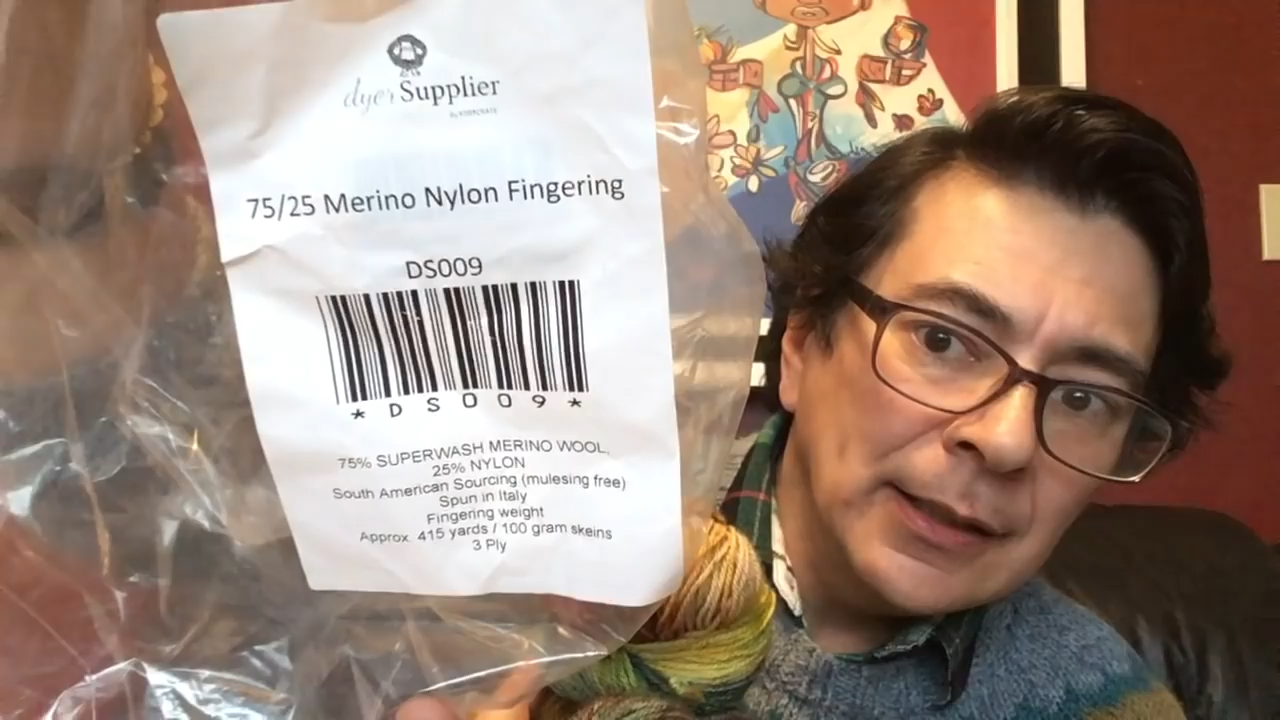 dyer Supplier
75/25 Merino Nylon Fingering
DS009
*DS009*
75% SUPERWASH MERINO WOOL,
25% NYLON
South American Sourcing (mulesing free)
Spun in Italy
Fingering weight
Approx. 415 yards / 100 gram skeins
3 Ply